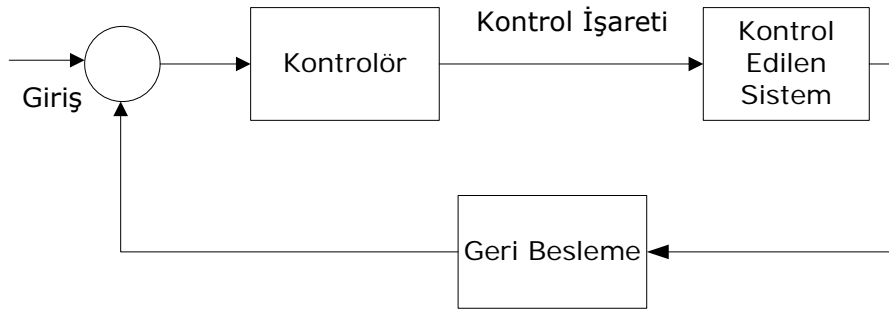 Giriş
Kontrolör
Kontrol İşareti
Kontrol
Edilen
Sistem
Geri Besleme